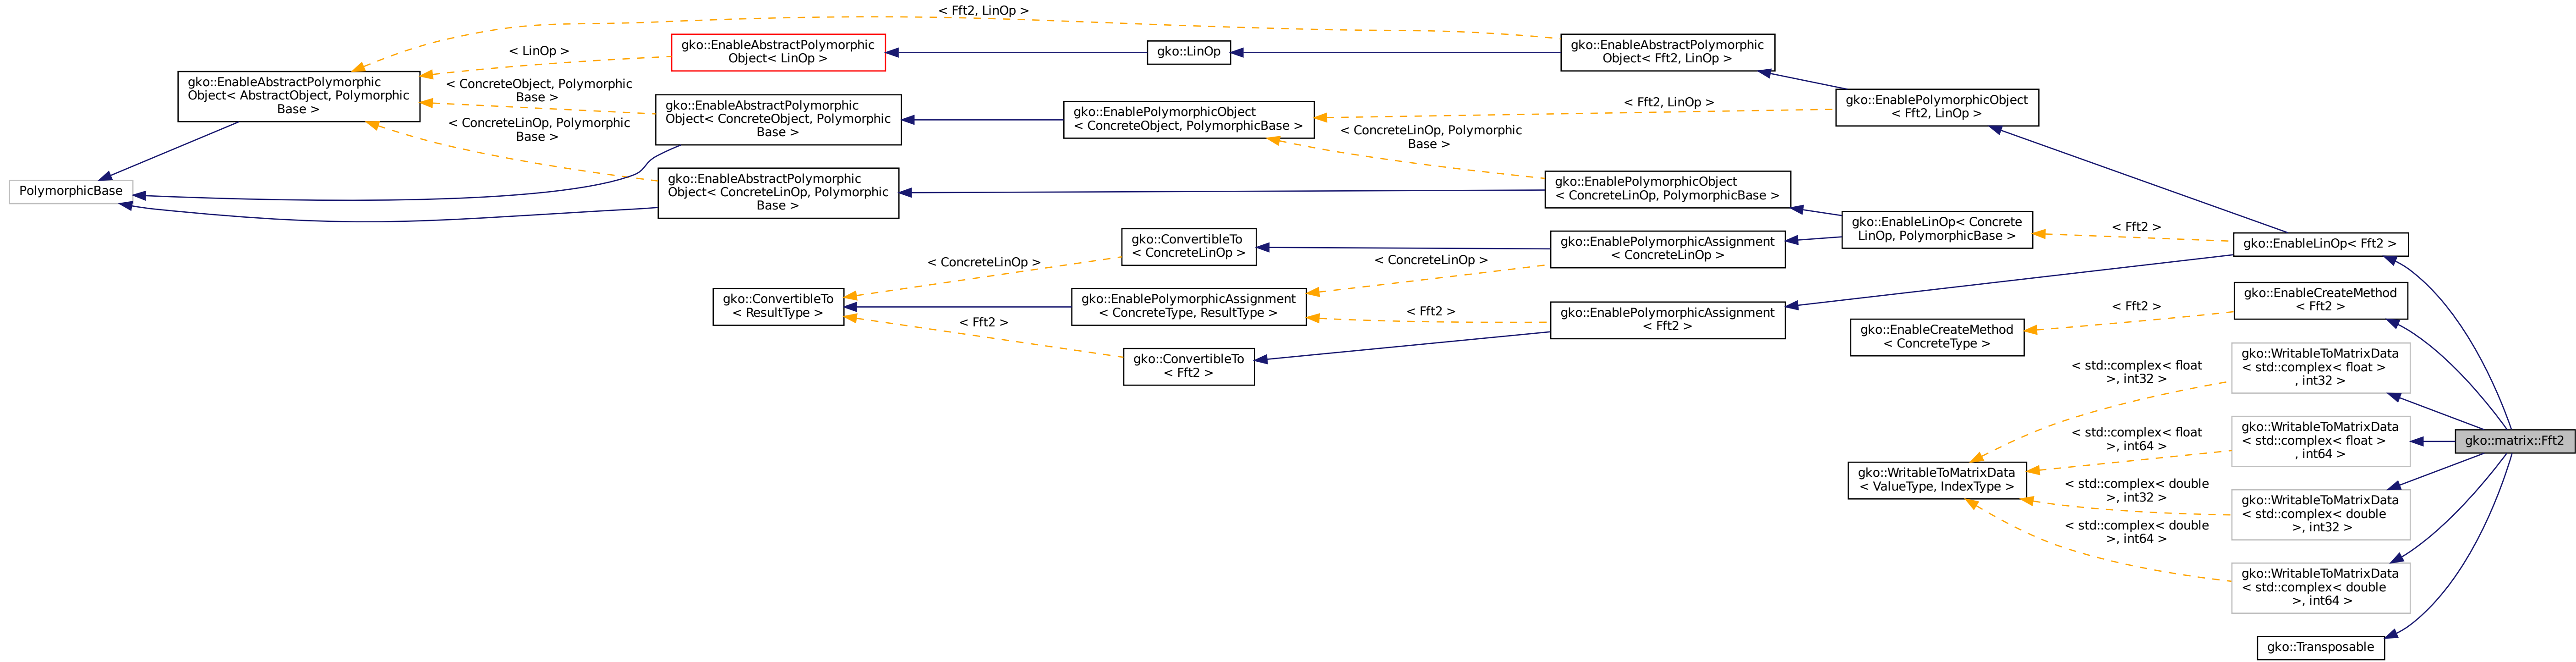 < Fft2, LinOp >
gko::EnableAbstractPolymorphic
Object< LinOp >
gko::LinOp
gko::EnableAbstractPolymorphic
Object< Fft2, LinOp >
< LinOp >
gko::EnableAbstractPolymorphic
Object< AbstractObject, Polymorphic
Base >
< ConcreteObject, Polymorphic
Base >
gko::EnableAbstractPolymorphic
Object< ConcreteObject, Polymorphic
Base >
gko::EnablePolymorphicObject
< ConcreteObject, PolymorphicBase >
< Fft2, LinOp >
gko::EnablePolymorphicObject
< Fft2, LinOp >
< ConcreteLinOp, Polymorphic
Base >
< ConcreteLinOp, Polymorphic
Base >
PolymorphicBase
gko::EnableAbstractPolymorphic
Object< ConcreteLinOp, Polymorphic
Base >
gko::EnablePolymorphicObject
< ConcreteLinOp, PolymorphicBase >
gko::EnableLinOp< Concrete
LinOp, PolymorphicBase >
< Fft2 >
gko::EnableLinOp< Fft2 >
gko::ConvertibleTo
< ConcreteLinOp >
gko::EnablePolymorphicAssignment
< ConcreteLinOp >
< ConcreteLinOp >
< ConcreteLinOp >
gko::ConvertibleTo
< ResultType >
gko::EnablePolymorphicAssignment
< ConcreteType, ResultType >
< Fft2 >
gko::EnablePolymorphicAssignment
< Fft2 >
< Fft2 >
gko::ConvertibleTo
< Fft2 >
gko::EnableCreateMethod
< ConcreteType >
< Fft2 >
gko::EnableCreateMethod
< Fft2 >
< std::complex< float
>, int32 >
gko::WritableToMatrixData
< std::complex< float >
, int32 >
< std::complex< float
>, int64 >
gko::WritableToMatrixData
< std::complex< float >
, int64 >
gko::matrix::Fft2
gko::WritableToMatrixData
< ValueType, IndexType >
< std::complex< double
>, int32 >
gko::WritableToMatrixData
< std::complex< double
>, int32 >
< std::complex< double
>, int64 >
gko::WritableToMatrixData
< std::complex< double
>, int64 >
gko::Transposable